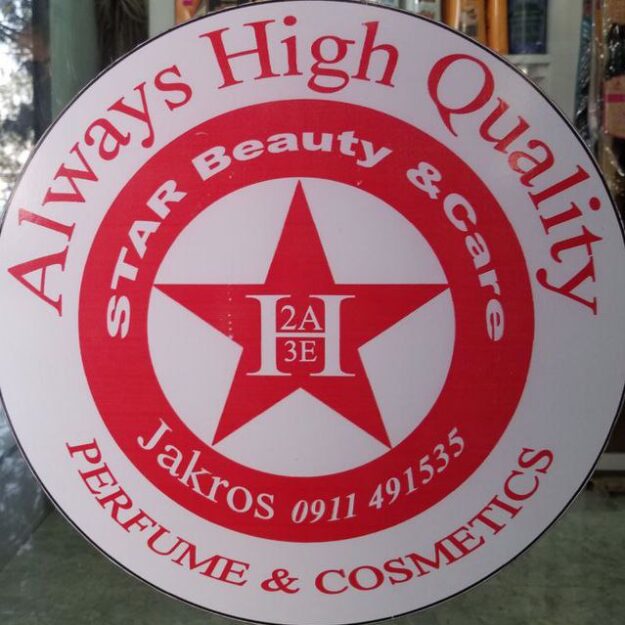 Always High Quality
STAR Beauty & Care
H
2A
3E
Jakros 0911 491535
PERFUME & COSMETICS